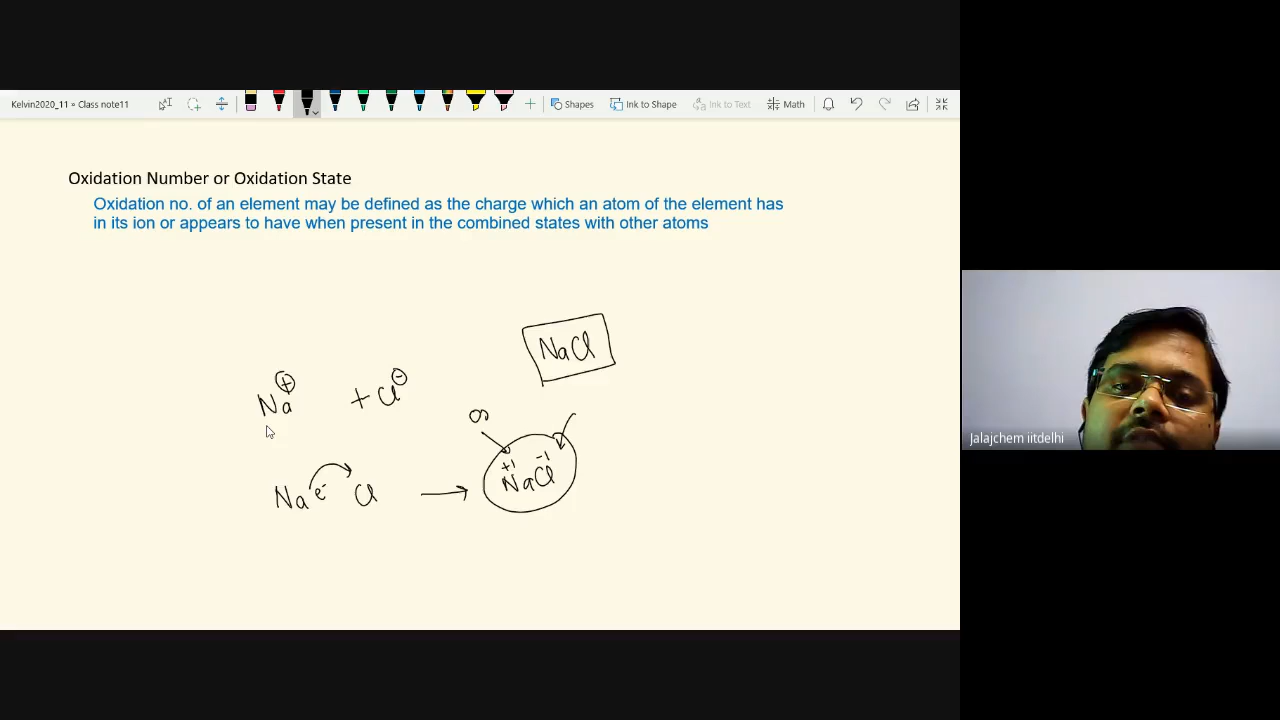 Kelvin2020_11 » Class note11
Shapes
Ink to Shape
Ink to Text
Math
Oxidation Number or Oxidation State
Oxidation no. of an element may be defined as the charge which an atom of the element has
in its ion or appears to have when present in the combined states with other atoms
NaCl
Na⊕ + Cl⊖
Na e⁻ Cl → +1 -1
NaCl
Jalajchem iitdelhi